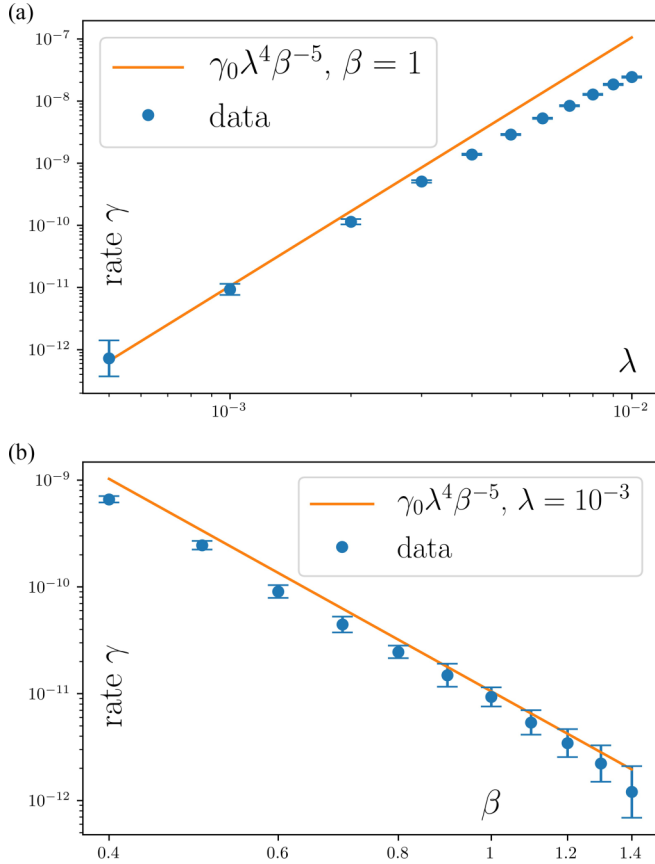 (a)
10⁻⁷
10⁻⁸
10⁻⁹
10⁻¹⁰
10⁻¹¹
10⁻¹²
rate γ
γ₀λ⁴β⁻⁵, β = 1
data
λ
10⁻³
10⁻²
(b)
10⁻⁹
10⁻¹⁰
10⁻¹¹
10⁻¹²
rate γ
γ₀λ⁴β⁻⁵, λ = 10⁻³
data
β
0.4
0.6
0.8
1
1.2
1.4